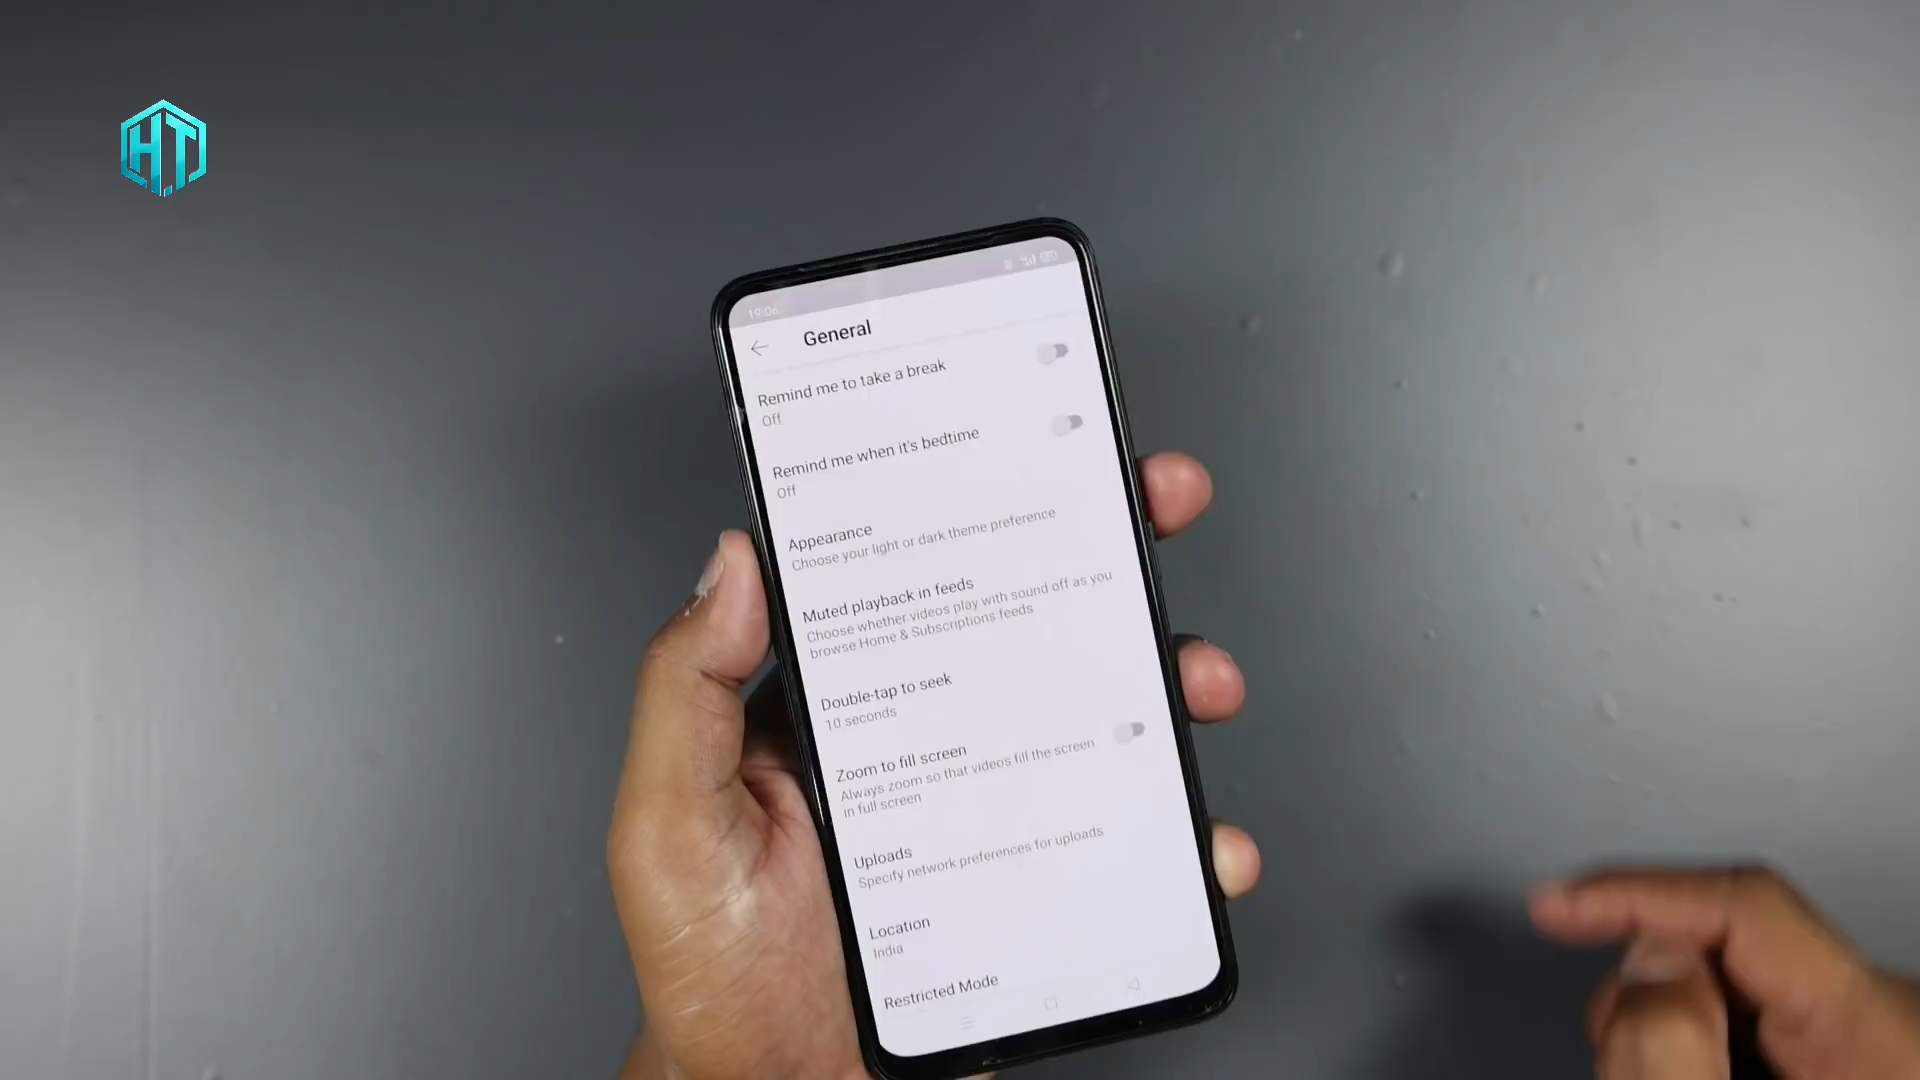 HT
19:06
General
Remind me to take a break
Off
Remind me when it's bedtime
Off
Appearance
Choose your light or dark theme preference
Muted playback in feeds
Choose whether videos play with sound off as you
browse Home & Subscriptions feeds
Double-tap to seek
10 seconds
Zoom to fill screen
Always zoom so that videos fill the screen
in full screen
Uploads
Specify network preferences for uploads
Location
India
Restricted Mode